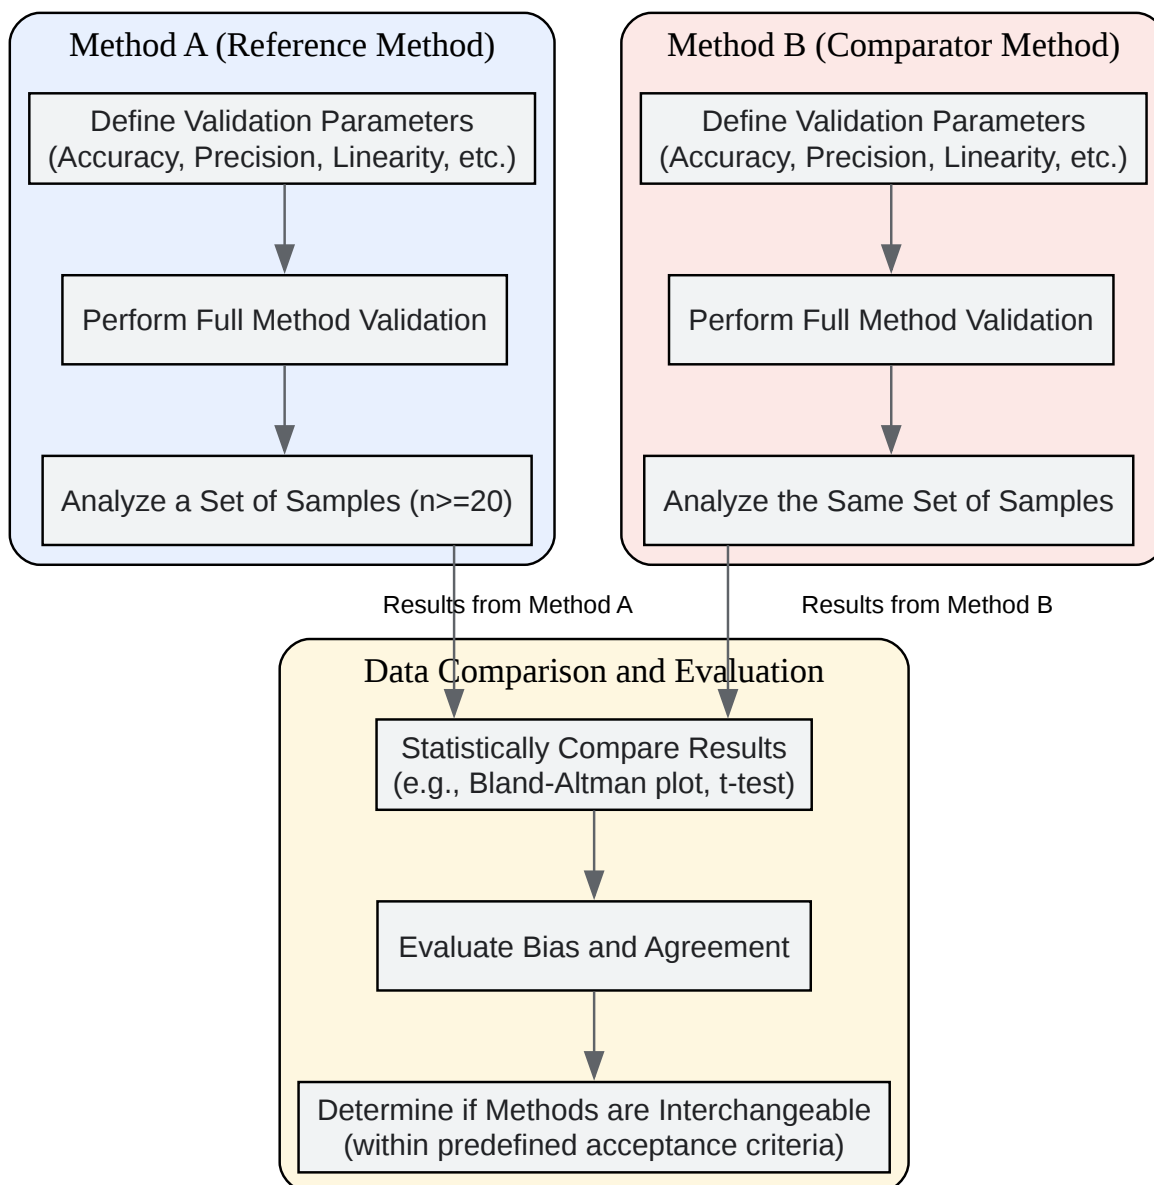 Method A (Reference Method)
Define Validation Parameters
(Accuracy, Precision, Linearity, etc.)
Perform Full Method Validation
Analyze a Set of Samples (n>=20)
Method B (Comparator Method)
Define Validation Parameters
(Accuracy, Precision, Linearity, etc.)
Perform Full Method Validation
Analyze the Same Set of Samples
Results from Method A
Results from Method B
Data Comparison and Evaluation
Statistically Compare Results
(e.g., Bland-Altman plot, t-test)
Evaluate Bias and Agreement
Determine if Methods are Interchangeable
(within predefined acceptance criteria)